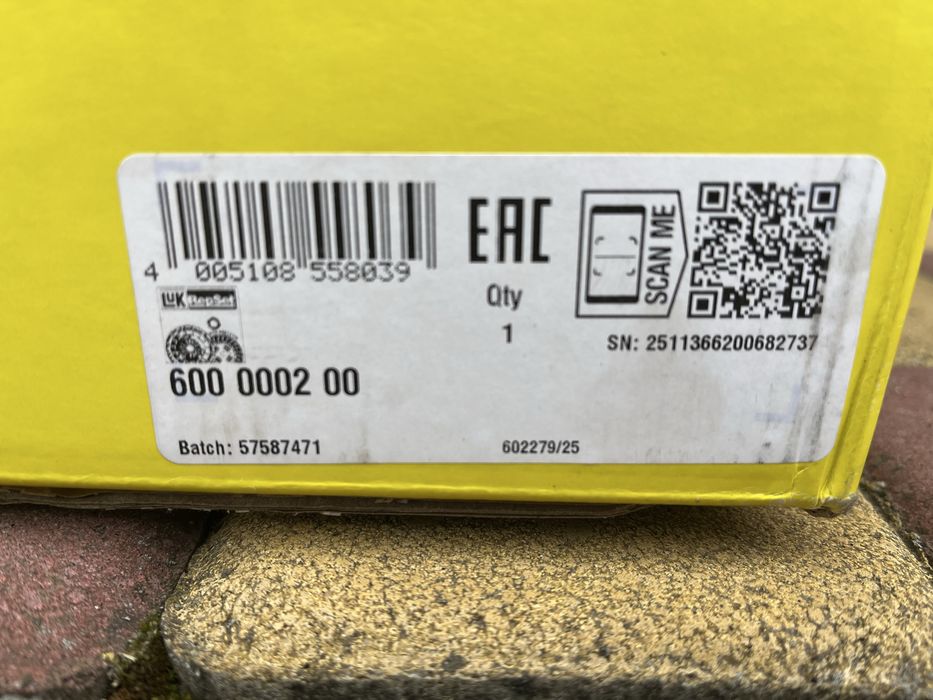 4 005108 558039
EAC
SCAN ME
LuK RepSet
Qty
1
SN: 2511366200682737
600 0002 00
Batch: 57587471
602279/25